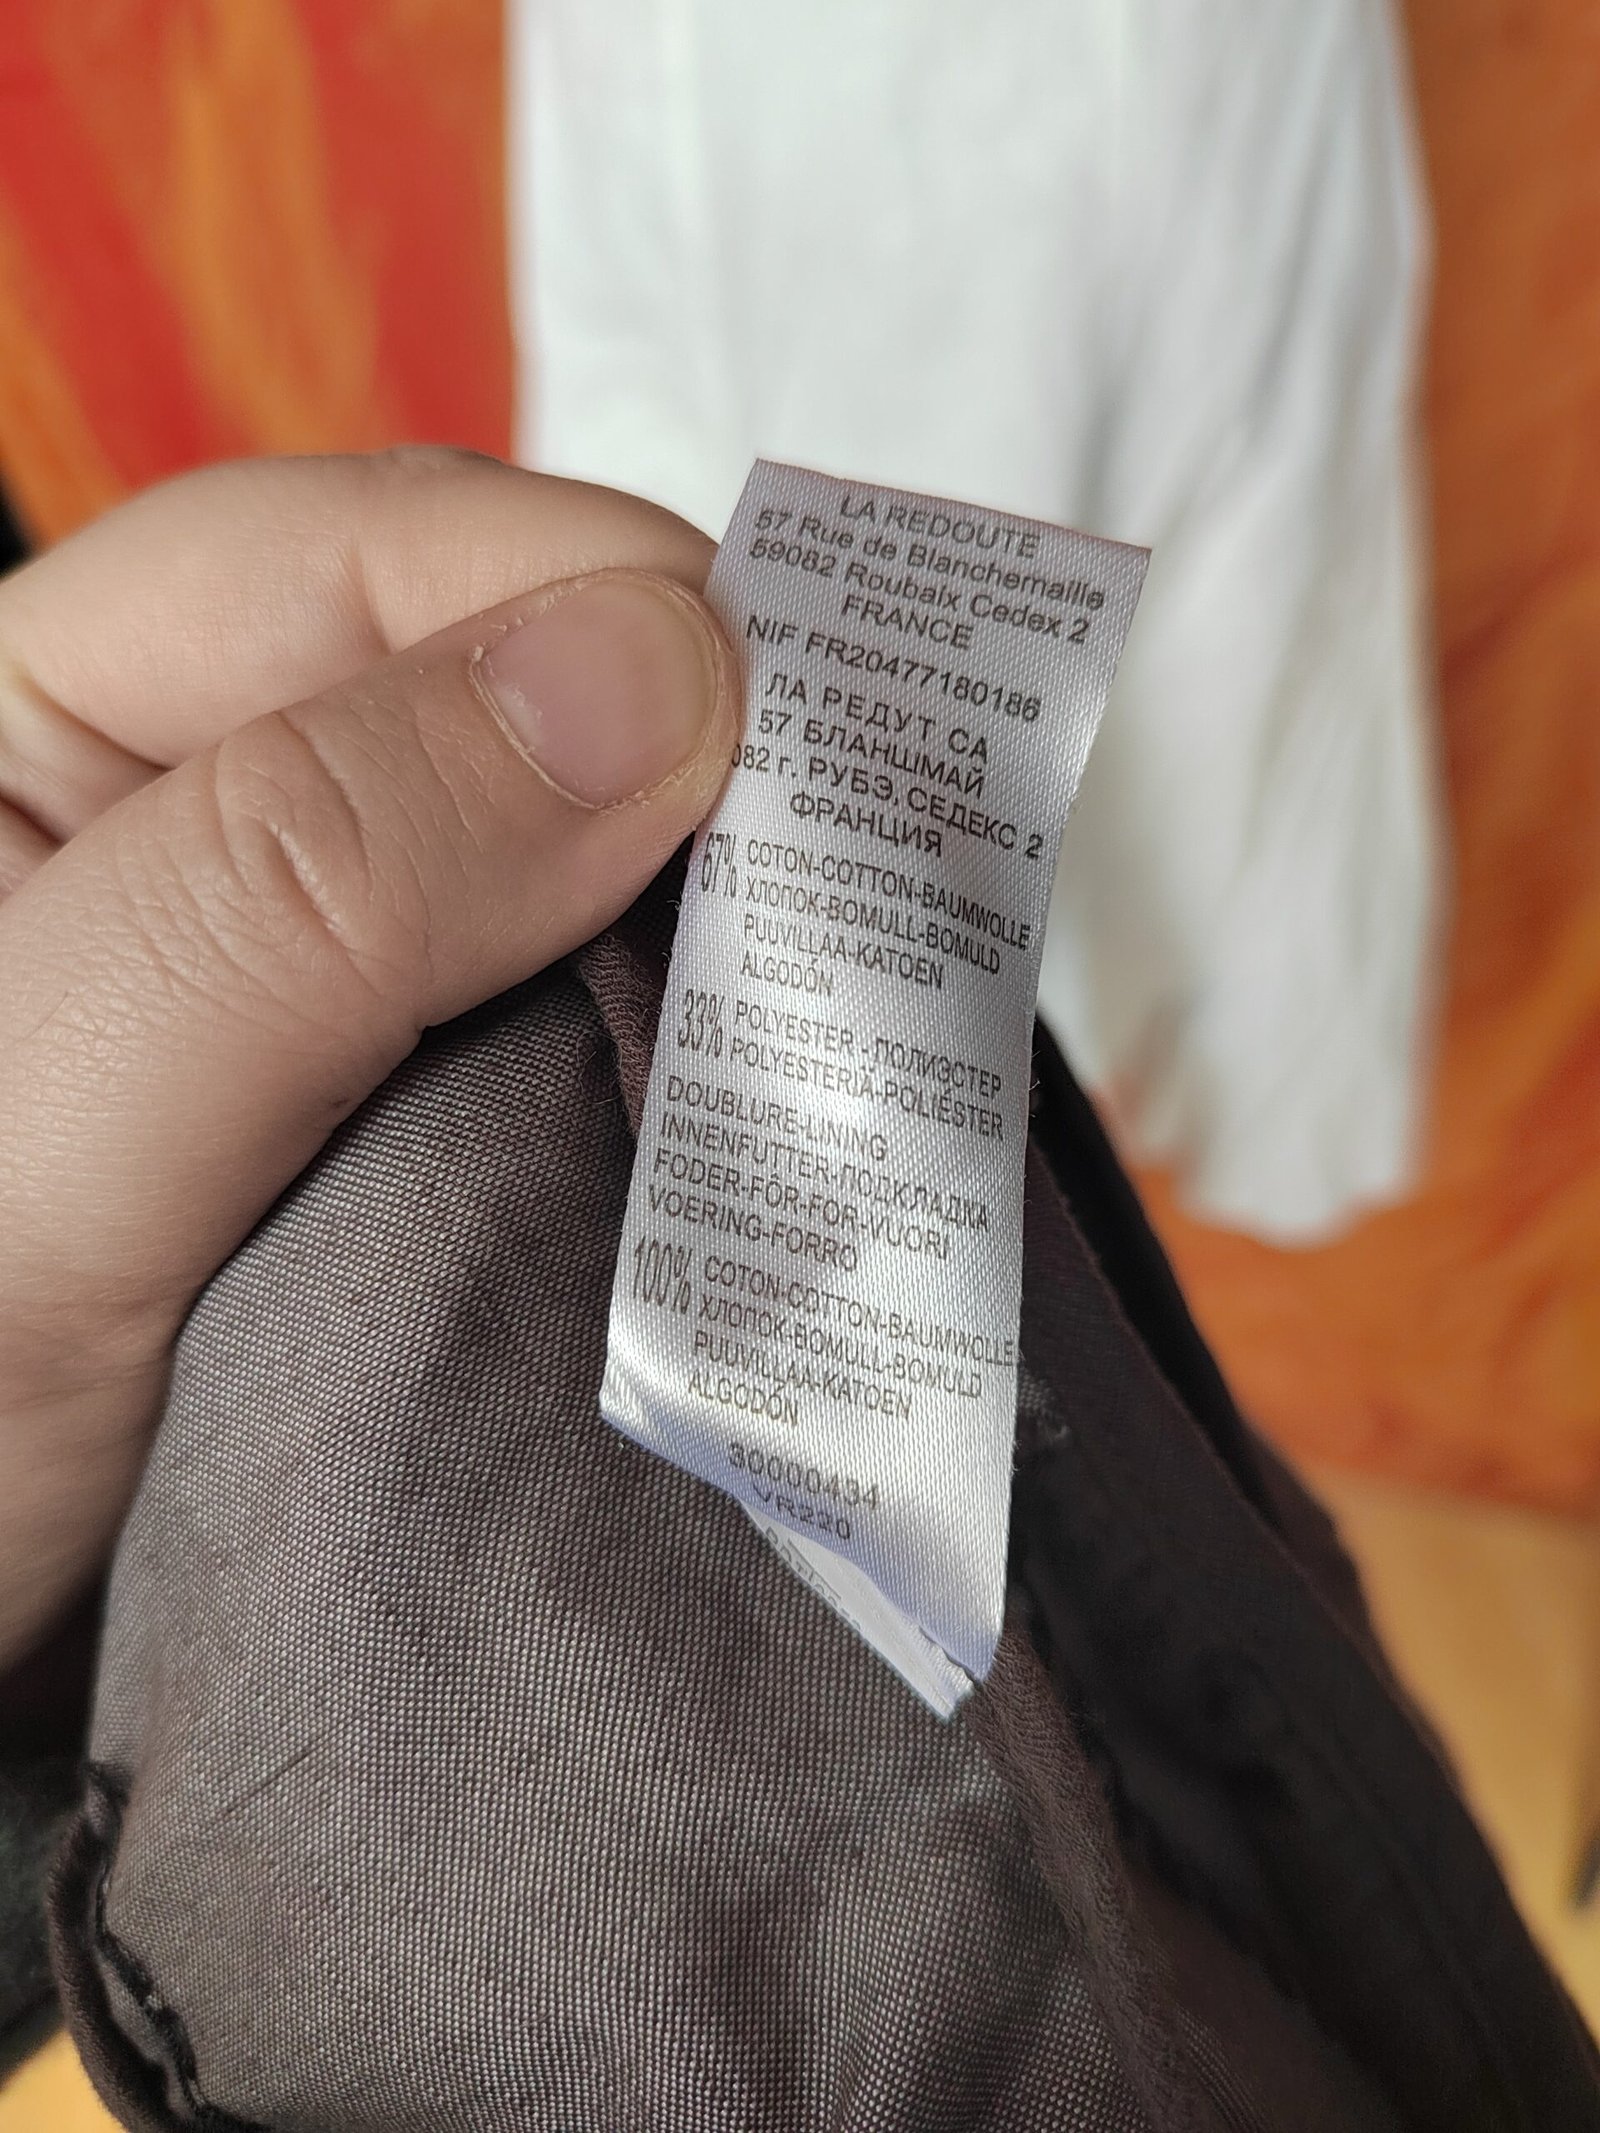 LA REDOUTE
57 Rue de Blanchemaille
59082 Roubaix Cedex 2
FRANCE
NIF FR20477180186
ЛА РЕДУТ СА
57 БЛАНШМАЙ
082 г. РУБЭ, СЕДЕКС 2
ФРАНЦИЯ
67% COTON-COTTON-BAUMWOLLE
ХЛОПОК-BOMULL-BOMULD
PUUVILLAA-KATOEN
ALGODÓN
33% POLYESTER-ПОЛИЭСТЕР
POLYESTERIÄ-POLIÉSTER
DOUBLURE-LINING
INNENFUTTER-ПОДКЛАДКА
FODER-FÔR-FOR-VUORI
VOERING-FORRO
100% COTON-COTTON-BAUMWOLLE
ХЛОПОК-BOMULL-BOMULD
PUUVILLAA-KATOEN
ALGODÓN
3000434
VR220